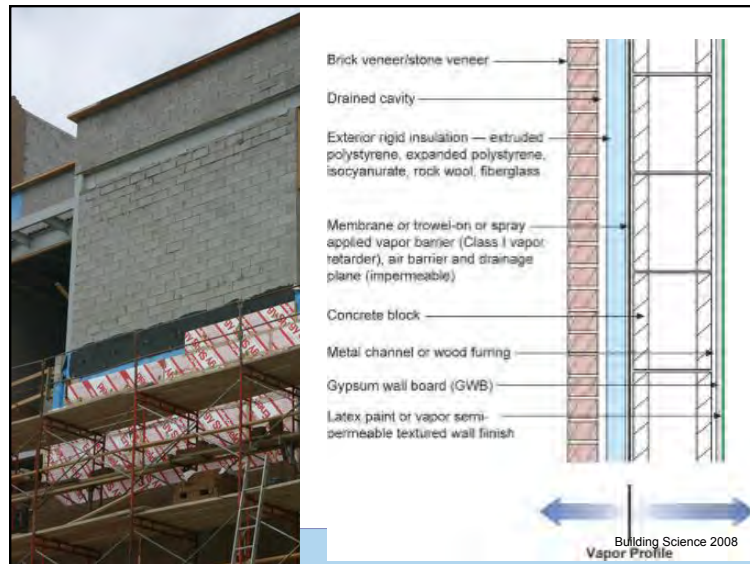 Brick veneer/stone veneer
Drained cavity
Exterior rigid insulation — extruded
polystyrene, expanded polystyrene,
isocyanurate, rock wool, fiberglass
Membrane or trowel-on or spray
applied vapor barrier (Class I vapor
retarder), air barrier and drainage
plane (impermeable)
Concrete block
Metal channel or wood furring
Gypsum wall board (GWB)
Latex paint or vapor semi-
permeable textured wall finish
Building Science 2008
Vapor Profile